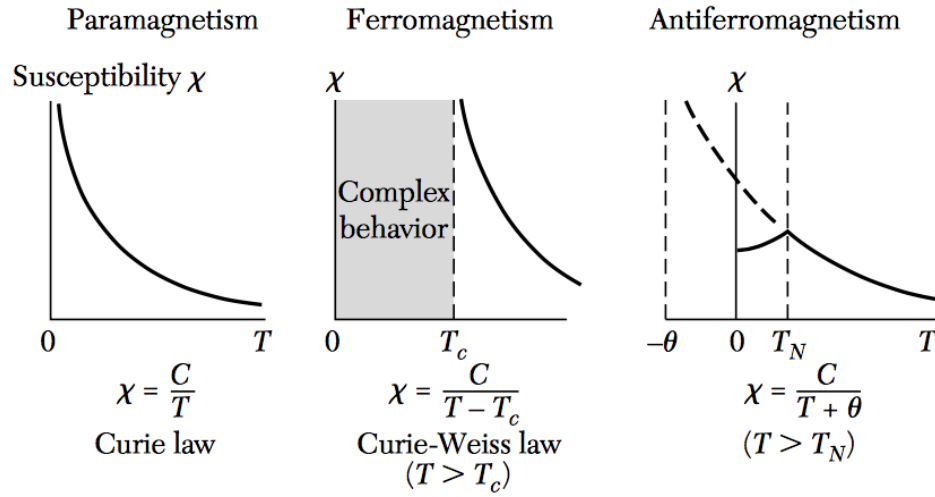 Paramagnetism
Susceptibility χ
0
T
χ = C/T
Curie law
Ferromagnetism
χ
Complex
behavior
0
T_c
χ = C/(T − T_c)
Curie-Weiss law
(T > T_c)
Antiferromagnetism
χ
−θ
0
T_N
T
χ = C/(T + θ)
(T > T_N)